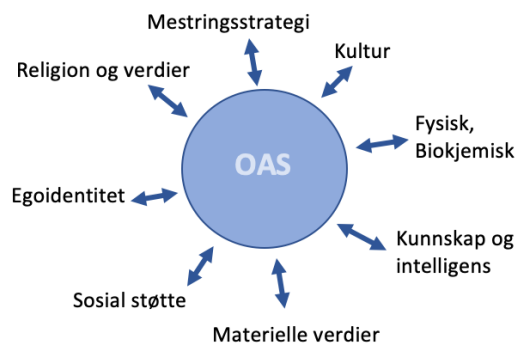 Mestringsstrategi
Kultur
Religion og verdier
Fysisk,
Biokjemisk
OAS
Egoidentitet
Kunnskap og
intelligens
Sosial støtte
Materielle verdier